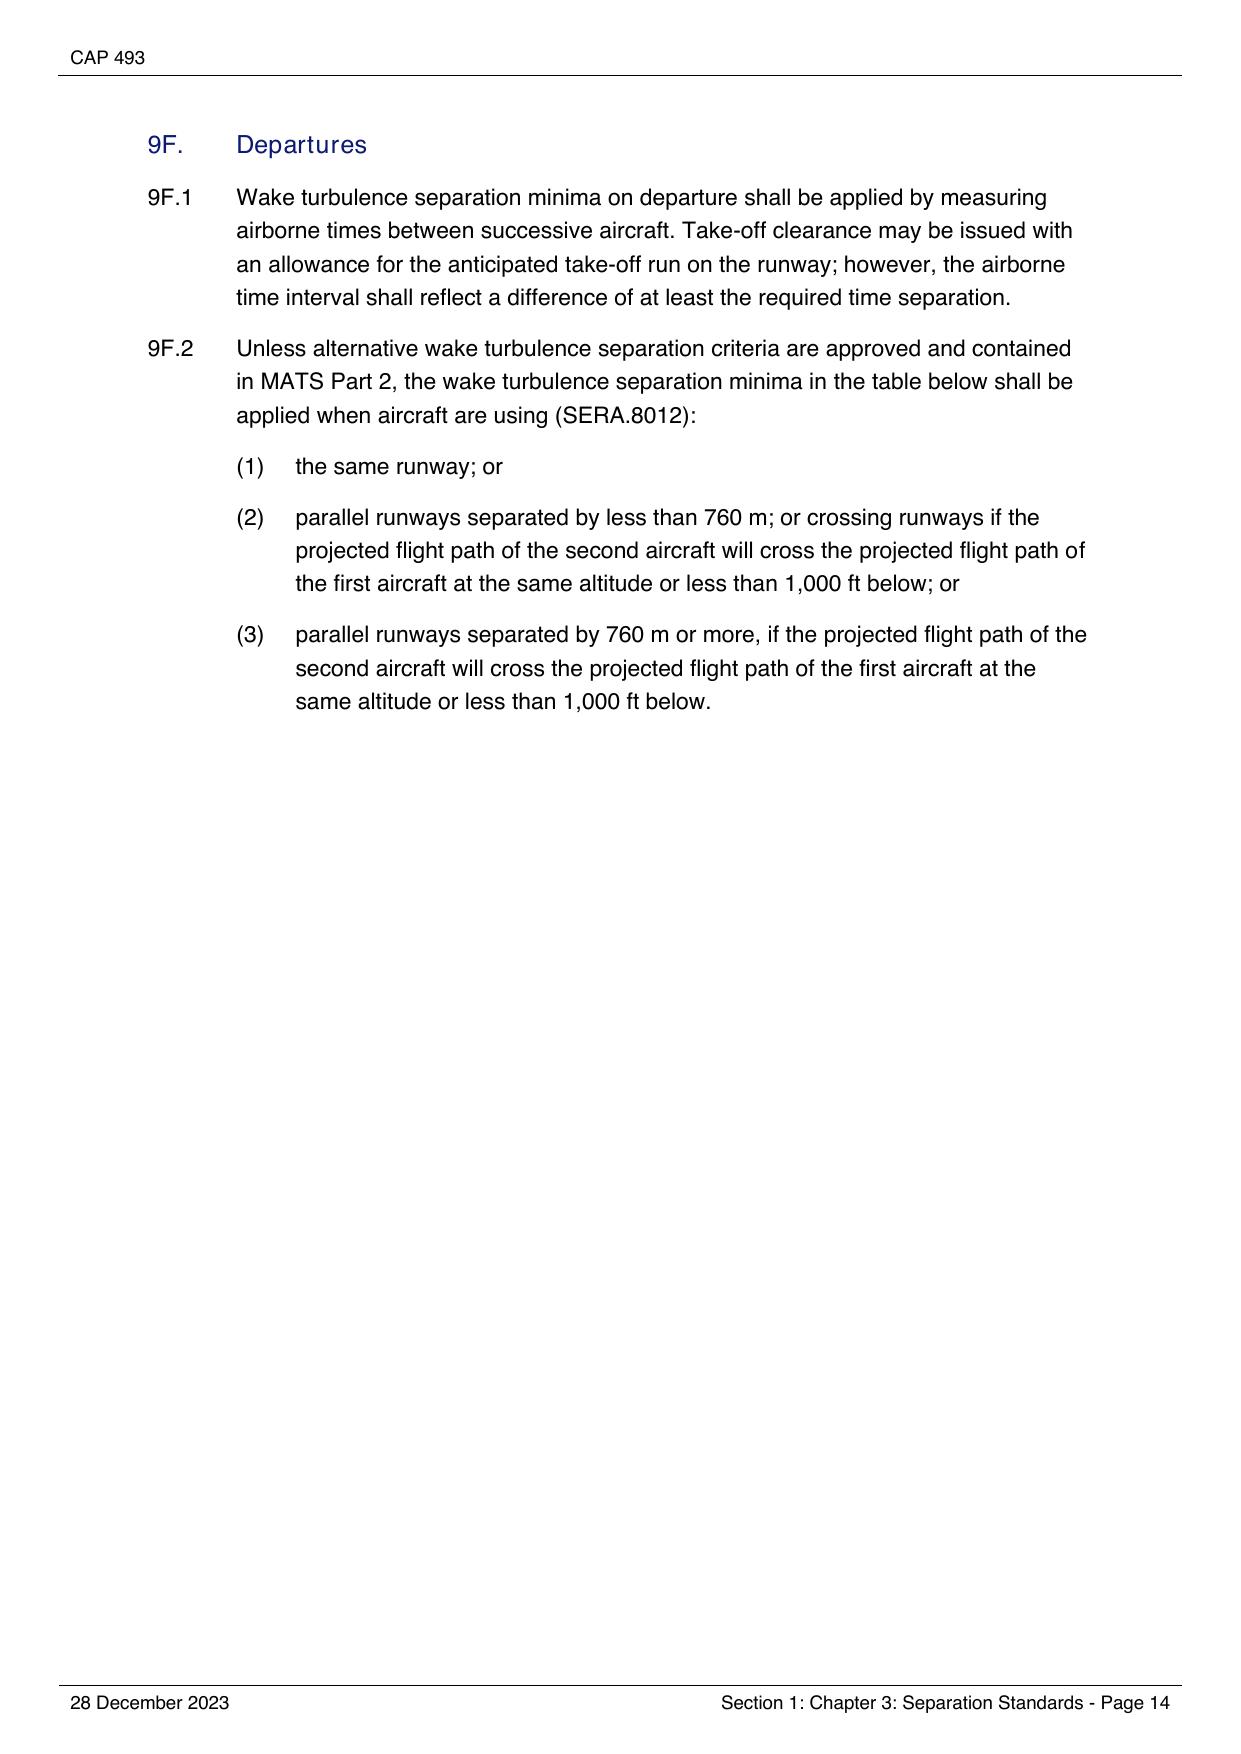 CAP 493
9F. Departures
9F.1 Wake turbulence separation minima on departure shall be applied by measuring
airborne times between successive aircraft. Take-off clearance may be issued with
an allowance for the anticipated take-off run on the runway; however, the airborne
time interval shall reflect a difference of at least the required time separation.
9F.2 Unless alternative wake turbulence separation criteria are approved and contained
in MATS Part 2, the wake turbulence separation minima in the table below shall be
applied when aircraft are using (SERA.8012):
(1) the same runway; or
(2) parallel runways separated by less than 760 m; or crossing runways if the
projected flight path of the second aircraft will cross the projected flight path of
the first aircraft at the same altitude or less than 1,000 ft below; or
(3) parallel runways separated by 760 m or more, if the projected flight path of the
second aircraft will cross the projected flight path of the first aircraft at the
same altitude or less than 1,000 ft below.
28 December 2023 Section 1: Chapter 3: Separation Standards - Page 14